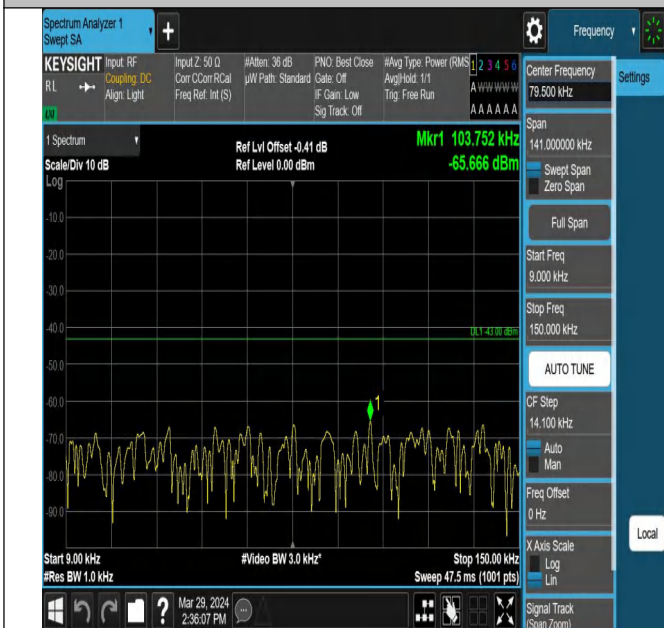 Spectrum Analyzer 1
Swept SA
Frequency
KEYSIGHT
RL
Input: RF
Coupling: DC
Align: Light
Input Z: 50 Ω
Corr CCorr RCal
Freq Ref: Int (S)
#Atten: 36 dB
µW Path: Standard
PNO: Best Close
Gate: Off
IF Gain: Low
Sig Track: Off
#Avg Type: Power (RMS
Avg|Hold: 1/1
Trig: Free Run
1 2 3 4 5 6
A W W W W W
A A A A A A
Center Frequency
79.500 kHz
Settings
Span
141.000000 kHz
Swept Span
Zero Span
Full Span
Start Freq
9.000 kHz
Stop Freq
150.000 kHz
AUTO TUNE
CF Step
14.100 kHz
Auto
Man
Freq Offset
0 Hz
X Axis Scale
Log
Lin
Local
Signal Track
(Span Zoom)
1 Spectrum
Scale/Div 10 dB
Ref Lvl Offset -0.41 dB
Ref Level 0.00 dBm
Mkr1 103.752 kHz
-65.666 dBm
Log
-10.0
-20.0
-30.0
-40.0
DL1 -43.00 dBm
-50.0
-60.0
1
-70.0
-80.0
-90.0
Start 9.00 kHz
#Video BW 3.0 kHz*
Stop 150.00 kHz
#Res BW 1.0 kHz
Sweep 47.5 ms (1001 pts)
Mar 29, 2024
2:36:07 PM